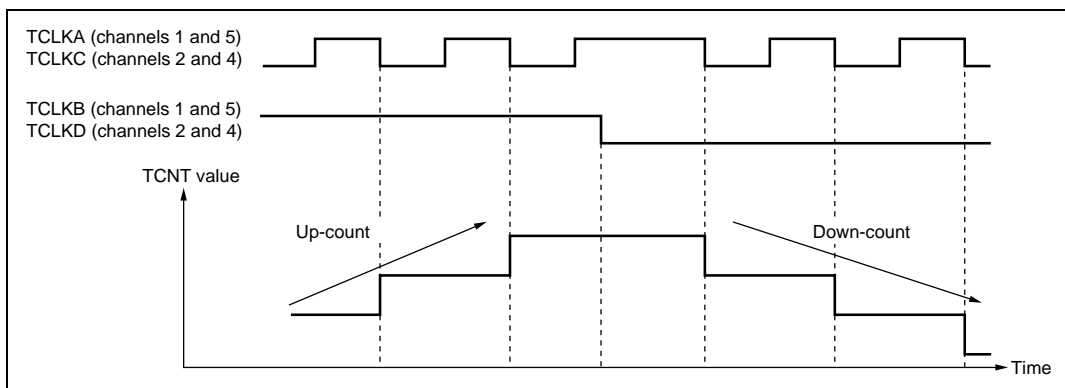 TCLKA (channels 1 and 5)
TCLKC (channels 2 and 4)
TCLKB (channels 1 and 5)
TCLKD (channels 2 and 4)
TCNT value
Up-count
Down-count
Time